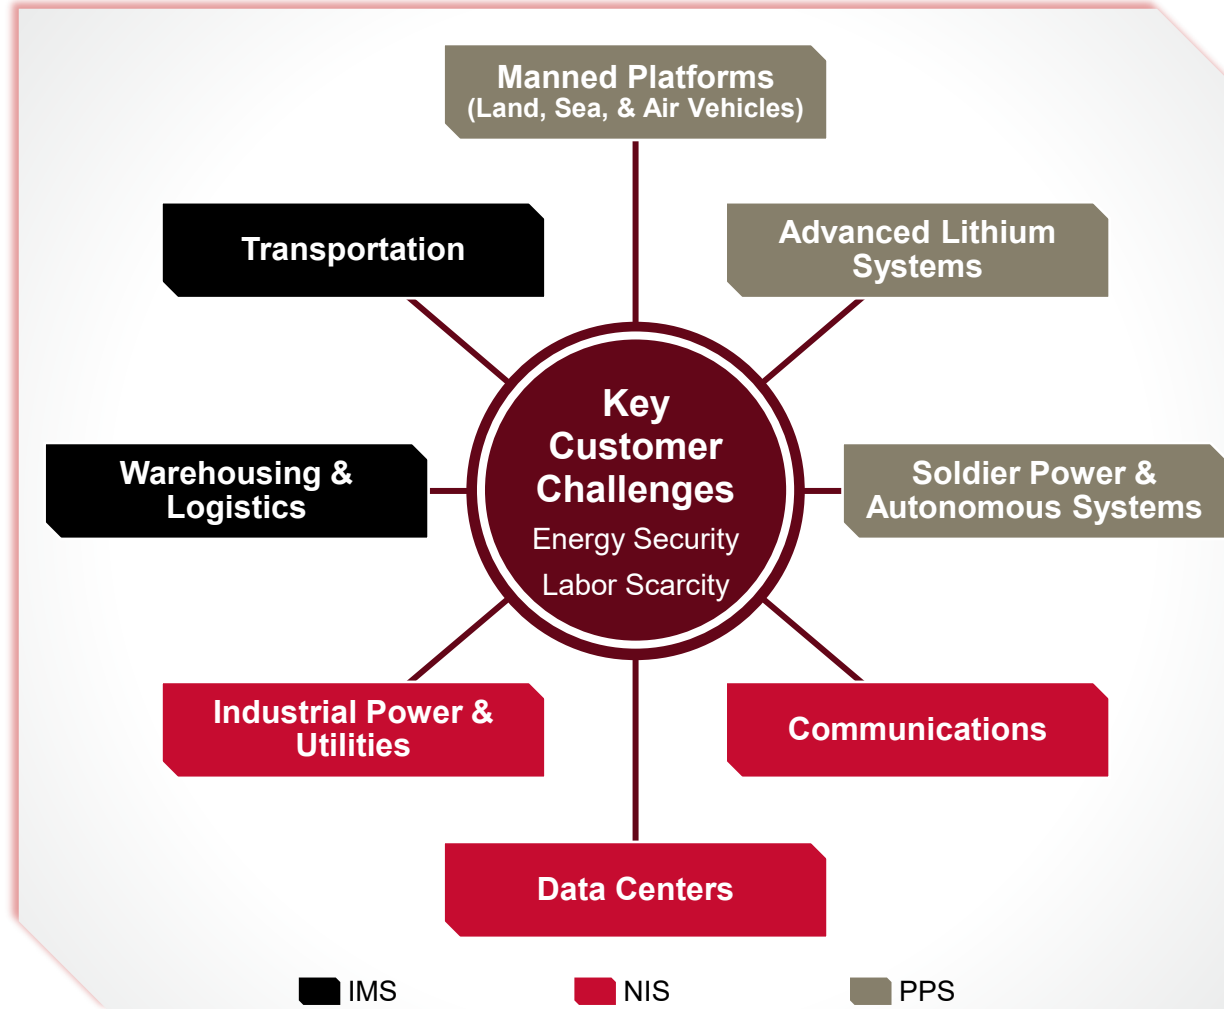 Manned Platforms
(Land, Sea, & Air Vehicles)
Transportation
Advanced Lithium
Systems
Key
Customer
Challenges
Energy Security
Labor Scarcity
Warehousing &
Logistics
Soldier Power &
Autonomous Systems
Industrial Power &
Utilities
Communications
Data Centers
IMS
NIS
PPS